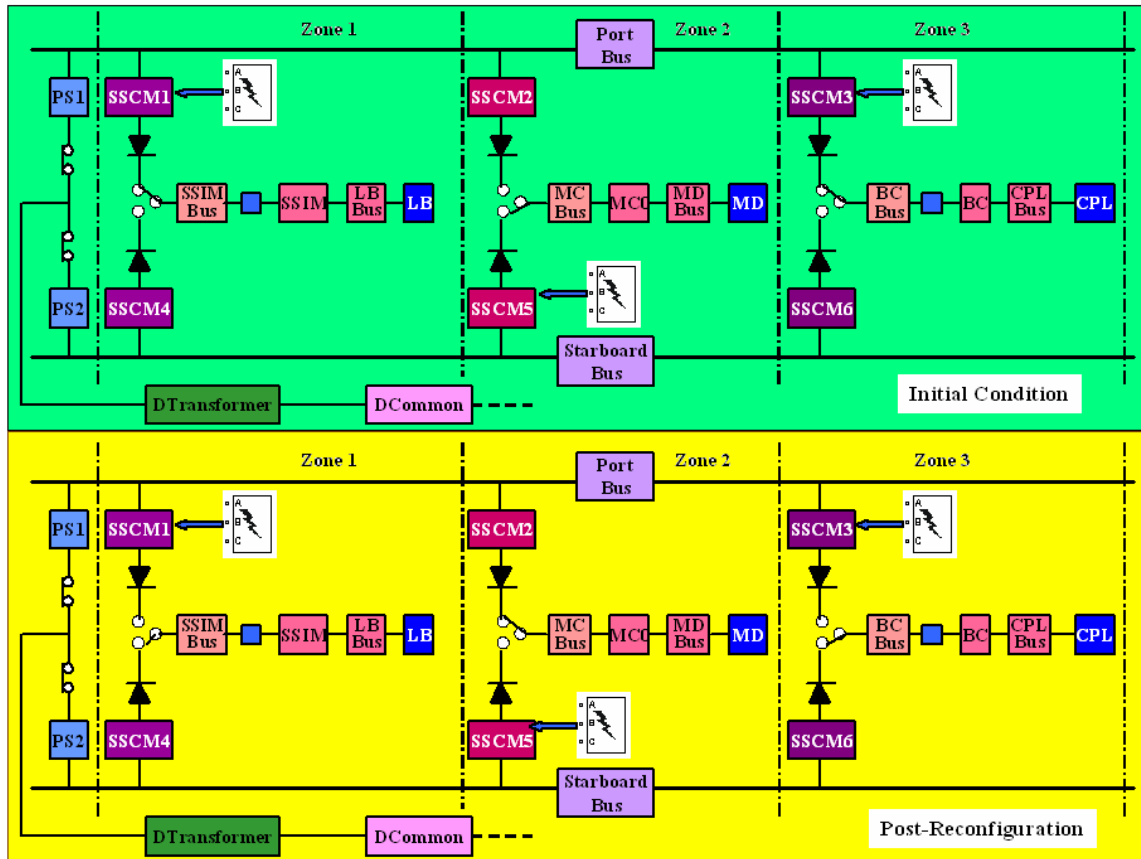 Zone 1
Port
Bus
Zone 2
Zone 3
PS1
SSCM1
A
B
C
SSCM2
SSCM3
A
B
C
SSIM
Bus
SSIM
LB
Bus
LB
MC
Bus
MC
MD
Bus
MD
BC
Bus
BC
CPL
Bus
CPL
PS2
SSCM4
SSCM5
A
B
C
SSCM6
Starboard
Bus
DTransformer
DCommon
Initial Condition
Zone 1
Port
Bus
Zone 2
Zone 3
PS1
SSCM1
A
B
C
SSCM2
SSCM3
A
B
C
SSIM
Bus
SSIM
LB
Bus
LB
MC
Bus
MC
MD
Bus
MD
BC
Bus
BC
CPL
Bus
CPL
PS2
SSCM4
SSCM5
A
B
C
SSCM6
Starboard
Bus
DTransformer
DCommon
Post-Reconfiguration